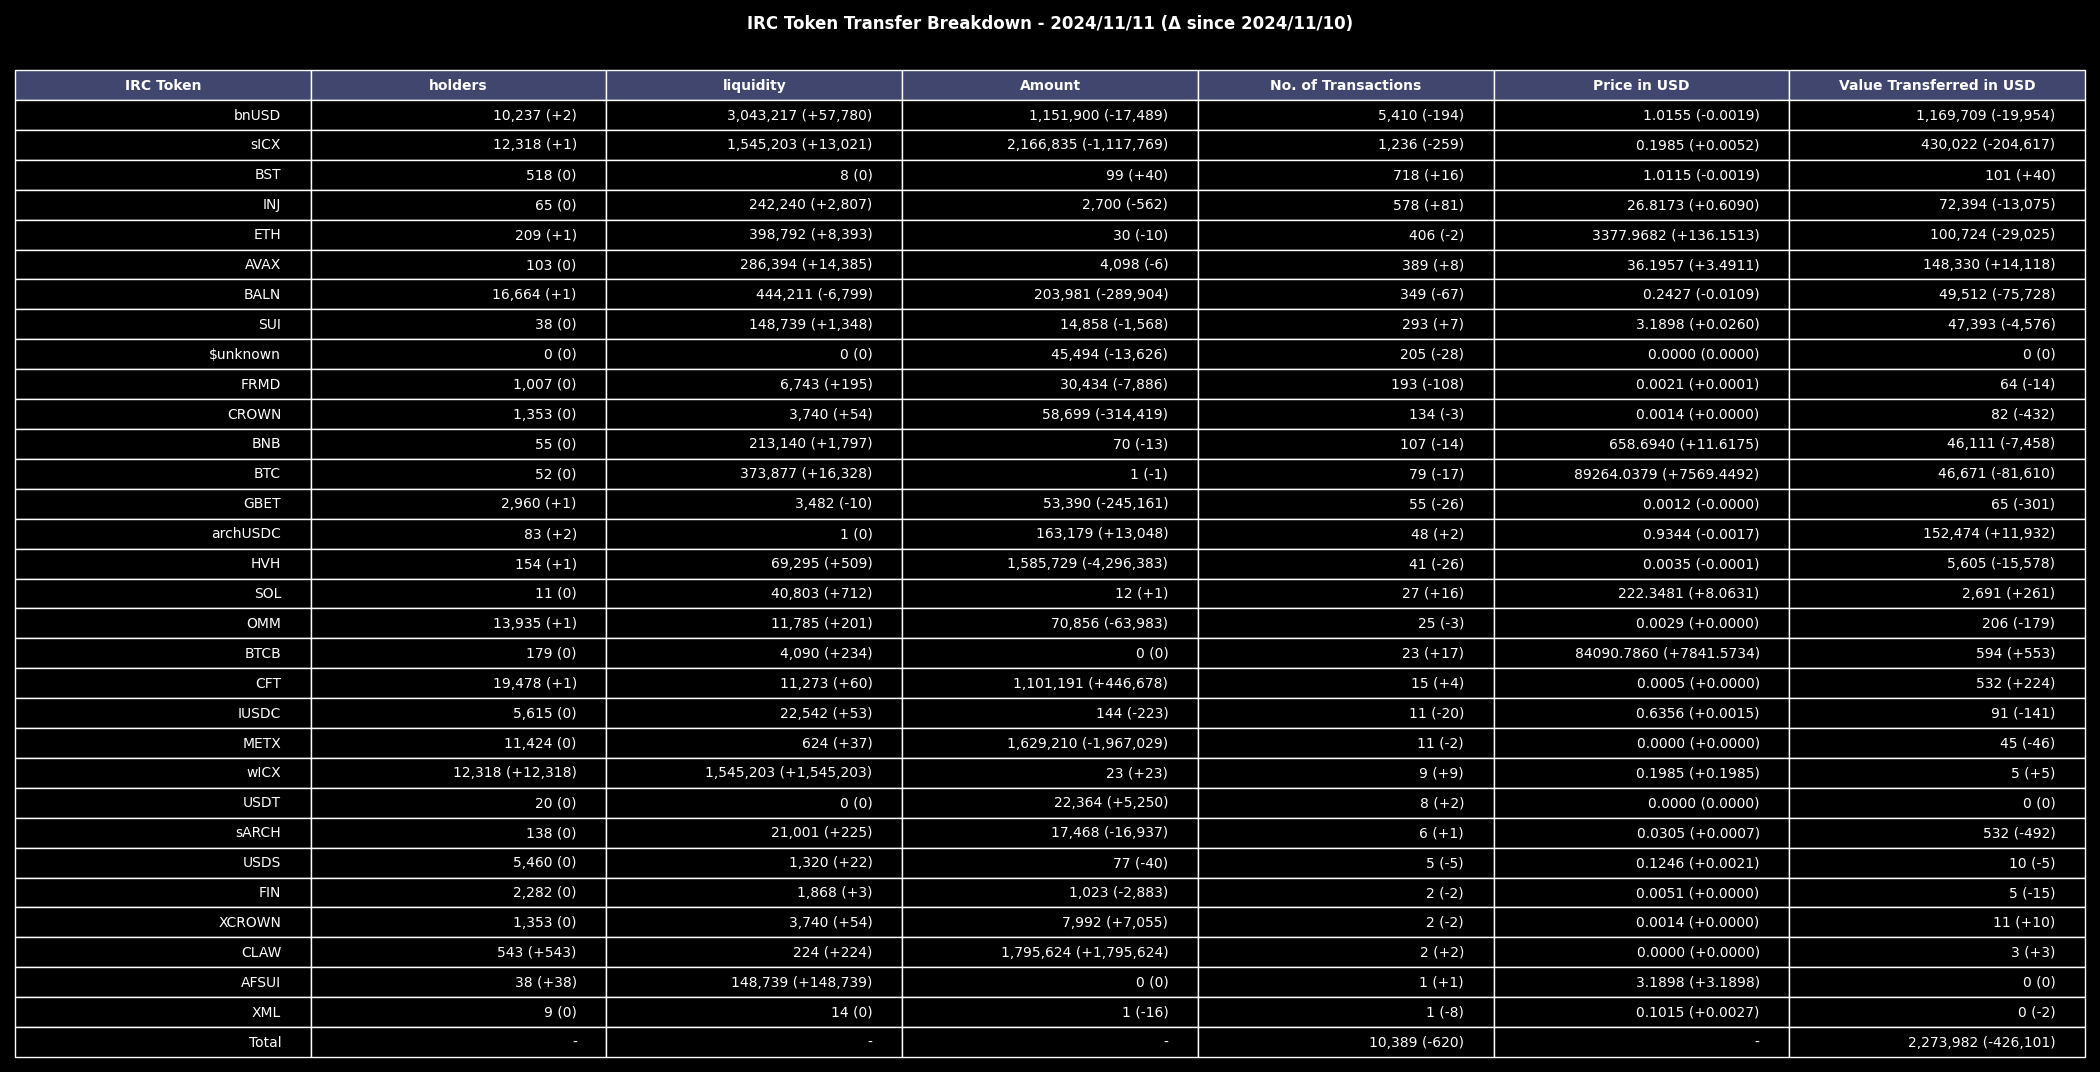 IRC Token Transfer Breakdown - 2024/11/11 (Δ since 2024/11/10)
IRC Token holders liquidity Amount No. of Transactions Price in USD Value Transferred in USD
bnUSD 10,237 (+2) 3,043,217 (+57,780) 1,151,900 (-17,489) 5,410 (-194) 1.0155 (-0.0019) 1,169,709 (-19,954)
sICX 12,318 (+1) 1,545,203 (+13,021) 2,166,835 (-1,117,769) 1,236 (-259) 0.1985 (+0.0052) 430,022 (-204,617)
BST 518 (0) 8 (0) 99 (+40) 718 (+16) 1.0115 (-0.0019) 101 (+40)
INJ 65 (0) 242,240 (+2,807) 2,700 (-562) 578 (+81) 26.8173 (+0.6090) 72,394 (-13,075)
ETH 209 (+1) 398,792 (+8,393) 30 (-10) 406 (-2) 3377.9682 (+136.1513) 100,724 (-29,025)
AVAX 103 (0) 286,394 (+14,385) 4,098 (-6) 389 (+8) 36.1957 (+3.4911) 148,330 (+14,118)
BALN 16,664 (+1) 444,211 (-6,799) 203,981 (-289,904) 349 (-67) 0.2427 (-0.0109) 49,512 (-75,728)
SUI 38 (0) 148,739 (+1,348) 14,858 (-1,568) 293 (+7) 3.1898 (+0.0260) 47,393 (-4,576)
$unknown 0 (0) 0 (0) 45,494 (-13,626) 205 (-28) 0.0000 (0.0000) 0 (0)
FRMD 1,007 (0) 6,743 (+195) 30,434 (-7,886) 193 (-108) 0.0021 (+0.0001) 64 (-14)
CROWN 1,353 (0) 3,740 (+54) 58,699 (-314,419) 134 (-3) 0.0014 (+0.0000) 82 (-432)
BNB 55 (0) 213,140 (+1,797) 70 (-13) 107 (-14) 658.6940 (+11.6175) 46,111 (-7,458)
BTC 52 (0) 373,877 (+16,328) 1 (-1) 79 (-17) 89264.0379 (+7569.4492) 46,671 (-81,610)
GBET 2,960 (+1) 3,482 (-10) 53,390 (-245,161) 55 (-26) 0.0012 (-0.0000) 65 (-301)
archUSDC 83 (+2) 1 (0) 163,179 (+13,048) 48 (+2) 0.9344 (-0.0017) 152,474 (+11,932)
HVH 154 (+1) 69,295 (+509) 1,585,729 (-4,296,383) 41 (-26) 0.0035 (-0.0001) 5,605 (-15,578)
SOL 11 (0) 40,803 (+712) 12 (+1) 27 (+16) 222.3481 (+8.0631) 2,691 (+261)
OMM 13,935 (+1) 11,785 (+201) 70,856 (-63,983) 25 (-3) 0.0029 (+0.0000) 206 (-179)
BTCB 179 (0) 4,090 (+234) 0 (0) 23 (+17) 84090.7860 (+7841.5734) 594 (+553)
CFT 19,478 (+1) 11,273 (+60) 1,101,191 (+446,678) 15 (+4) 0.0005 (+0.0000) 532 (+224)
IUSDC 5,615 (0) 22,542 (+53) 144 (-223) 11 (-20) 0.6356 (+0.0015) 91 (-141)
METX 11,424 (0) 624 (+37) 1,629,210 (-1,967,029) 11 (-2) 0.0000 (+0.0000) 45 (-46)
wICX 12,318 (+12,318) 1,545,203 (+1,545,203) 23 (+23) 9 (+9) 0.1985 (+0.1985) 5 (+5)
USDT 20 (0) 0 (0) 22,364 (+5,250) 8 (+2) 0.0000 (0.0000) 0 (0)
sARCH 138 (0) 21,001 (+225) 17,468 (-16,937) 6 (+1) 0.0305 (+0.0007) 532 (-492)
USDS 5,460 (0) 1,320 (+22) 77 (-40) 5 (-5) 0.1246 (+0.0021) 10 (-5)
FIN 2,282 (0) 1,868 (+3) 1,023 (-2,883) 2 (-2) 0.0051 (+0.0000) 5 (-15)
XCROWN 1,353 (0) 3,740 (+54) 7,992 (+7,055) 2 (-2) 0.0014 (+0.0000) 11 (+10)
CLAW 543 (+543) 224 (+224) 1,795,624 (+1,795,624) 2 (+2) 0.0000 (+0.0000) 3 (+3)
AFSUI 38 (+38) 148,739 (+148,739) 0 (0) 1 (+1) 3.1898 (+3.1898) 0 (0)
XML 9 (0) 14 (0) 1 (-16) 1 (-8) 0.1015 (+0.0027) 0 (-2)
Total - - - 10,389 (-620) - 2,273,982 (-426,101)